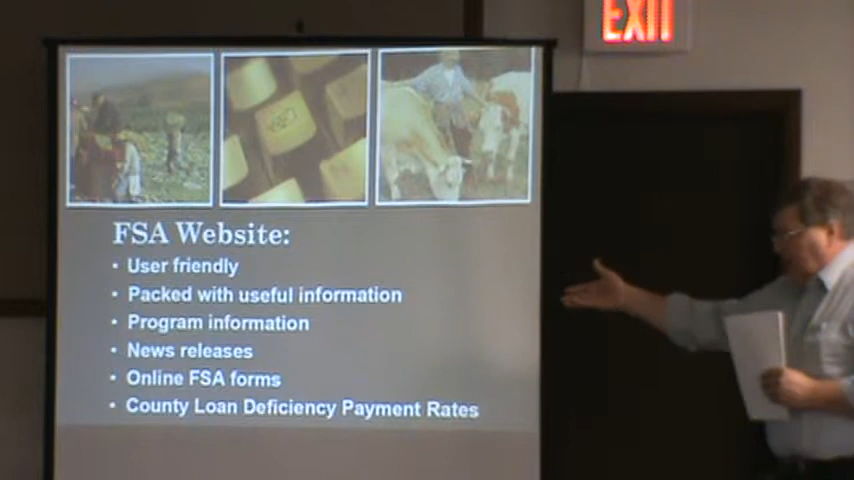 EXIT
FSA Website:
• User friendly
• Packed with useful information
• Program information
• News releases
• Online FSA forms
• County Loan Deficiency Payment Rates